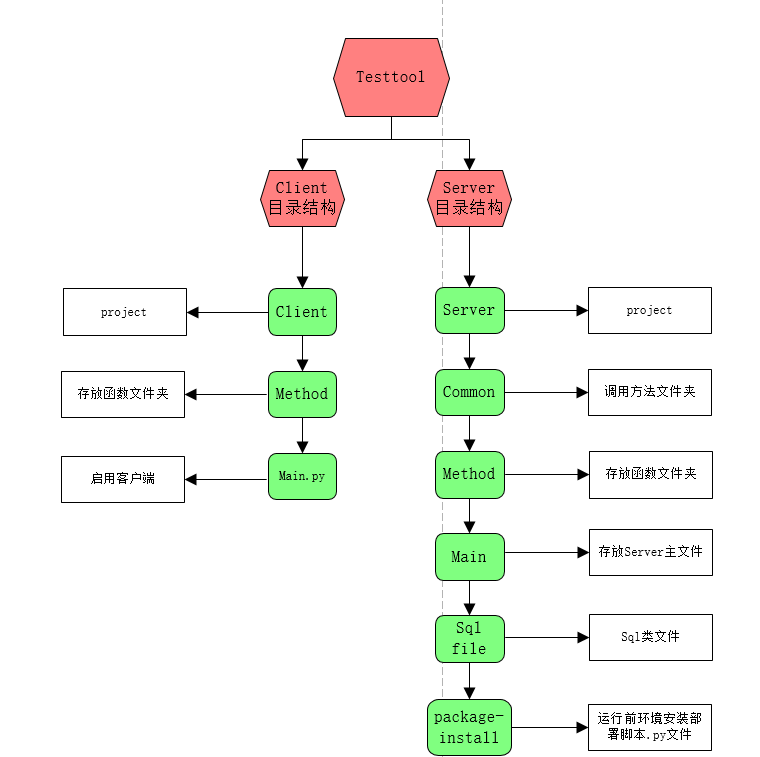 Testtool
Client
目录结构
Server
目录结构
project
Client
Server
project
存放函数文件夹
Method
Common
调用方法文件夹
启用客户端
Main.py
Method
存放函数文件夹
Main
存放Server主文件
Sql
file
Sql类文件
package-
install
运行前环境安装部
署脚本.py文件